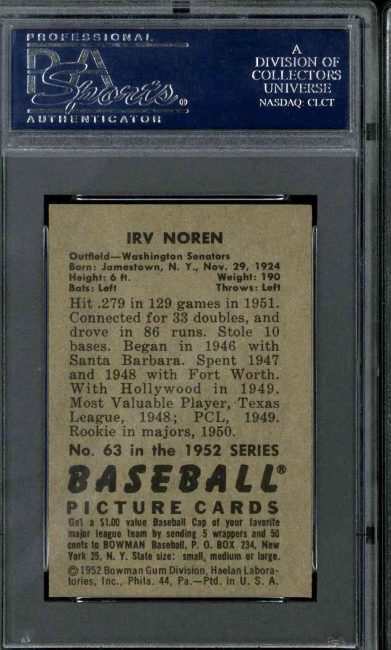 PROFESSIONAL
PSA
Sports®
AUTHENTICATOR
A
DIVISION OF
COLLECTORS
UNIVERSE
NASDAQ: CLCT
IRV NOREN
Outfield—Washington Senators
Born: Jamestown, N. Y., Nov. 29, 1924
Height: 6 ft. Weight: 190
Bats: Left Throws: Left
Hit .279 in 129 games in 1951.
Connected for 33 doubles, and
drove in 86 runs. Stole 10
bases. Began in 1946 with
Santa Barbara. Spent 1947
and 1948 with Fort Worth.
With Hollywood in 1949.
Most Valuable Player, Texas
League, 1948; PCL, 1949.
Rookie in majors, 1950.
No. 63 in the 1952 SERIES
BASEBALL®
PICTURE CARDS
Get a $1.00 value Baseball Cap of your favorite
major league team by sending 5 wrappers and 50
cents to BOWMAN Baseball, P. O. BOX 234, New
York 25, N. Y. State size: small, medium or large.
©1952 Bowman Gum Division, Haelan Labora-
tories, Inc., Phila. 44, Pa.—Ptd. in U. S. A.